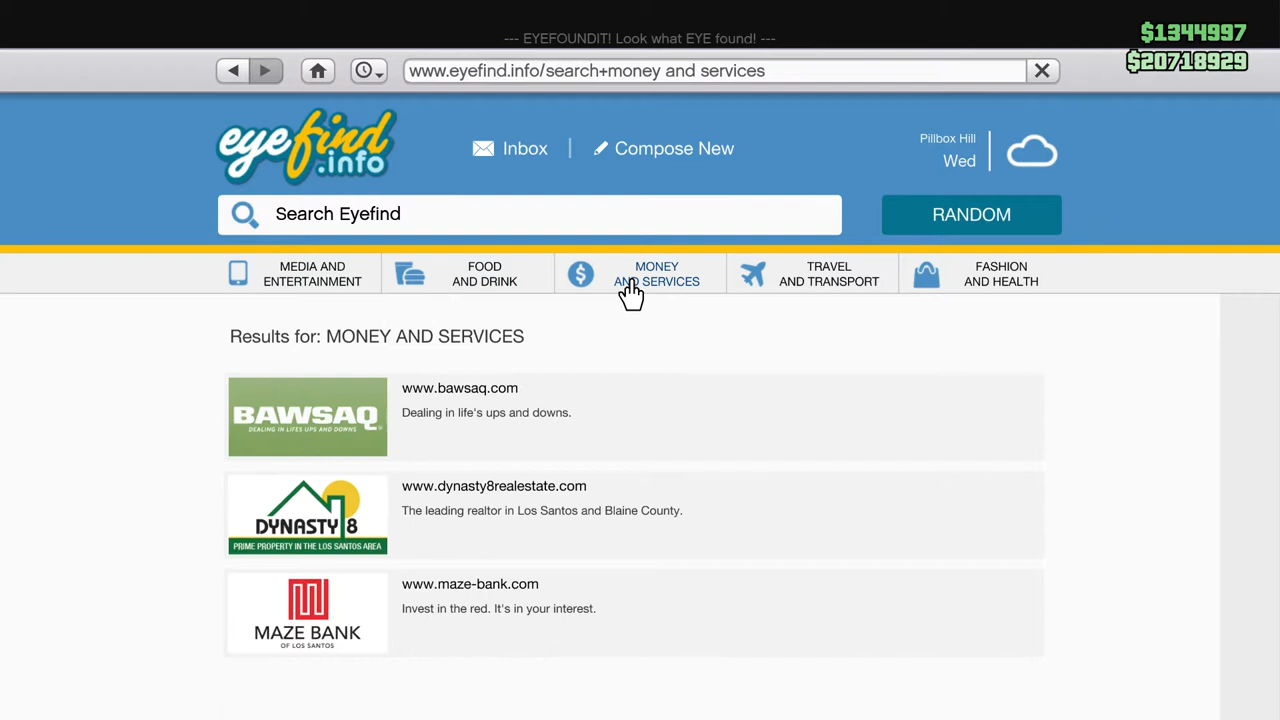 --- EYEFOUNDIT! Look what EYE found! ---
$1344997
$20718929
www.eyefind.info/search+money and services
eyefind
.info
Inbox
Compose New
Pillbox Hill
Wed
Search Eyefind
RANDOM
MEDIA AND
ENTERTAINMENT
FOOD
AND DRINK
MONEY
AND SERVICES
TRAVEL
AND TRANSPORT
FASHION
AND HEALTH
Results for: MONEY AND SERVICES
BAWSAQ
DEALING IN LIFES UPS AND DOWNS
www.bawsaq.com
Dealing in life's ups and downs.
DYNASTY 8
PRIME PROPERTY IN THE LOS SANTOS AREA
www.dynasty8realestate.com
The leading realtor in Los Santos and Blaine County.
MAZE BANK
OF LOS SANTOS
www.maze-bank.com
Invest in the red. It's in your interest.